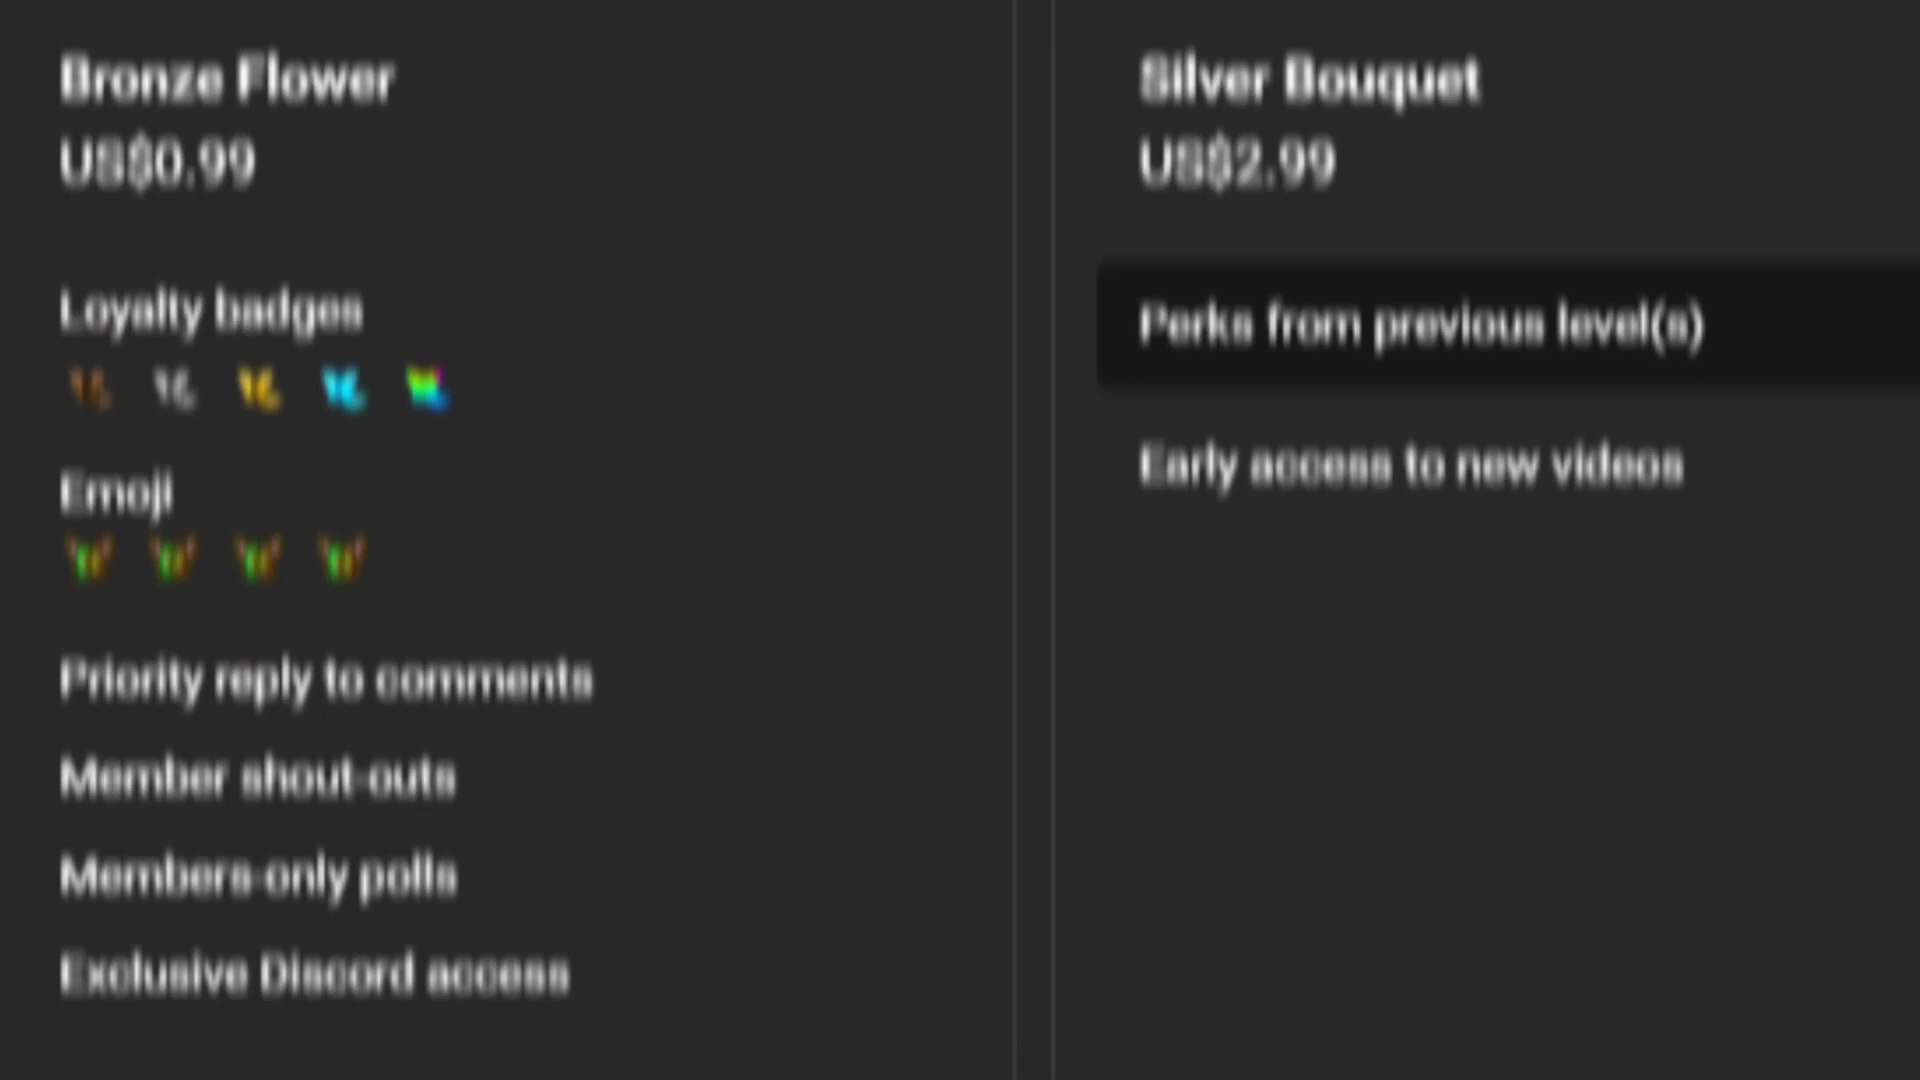 Bronze Flower
US$0.99
Loyalty badges
Emoji
Priority reply to comments
Member shout-outs
Members-only polls
Exclusive Discord access
Silver Bouquet
US$2.99
Perks from previous level(s)
Early access to new videos